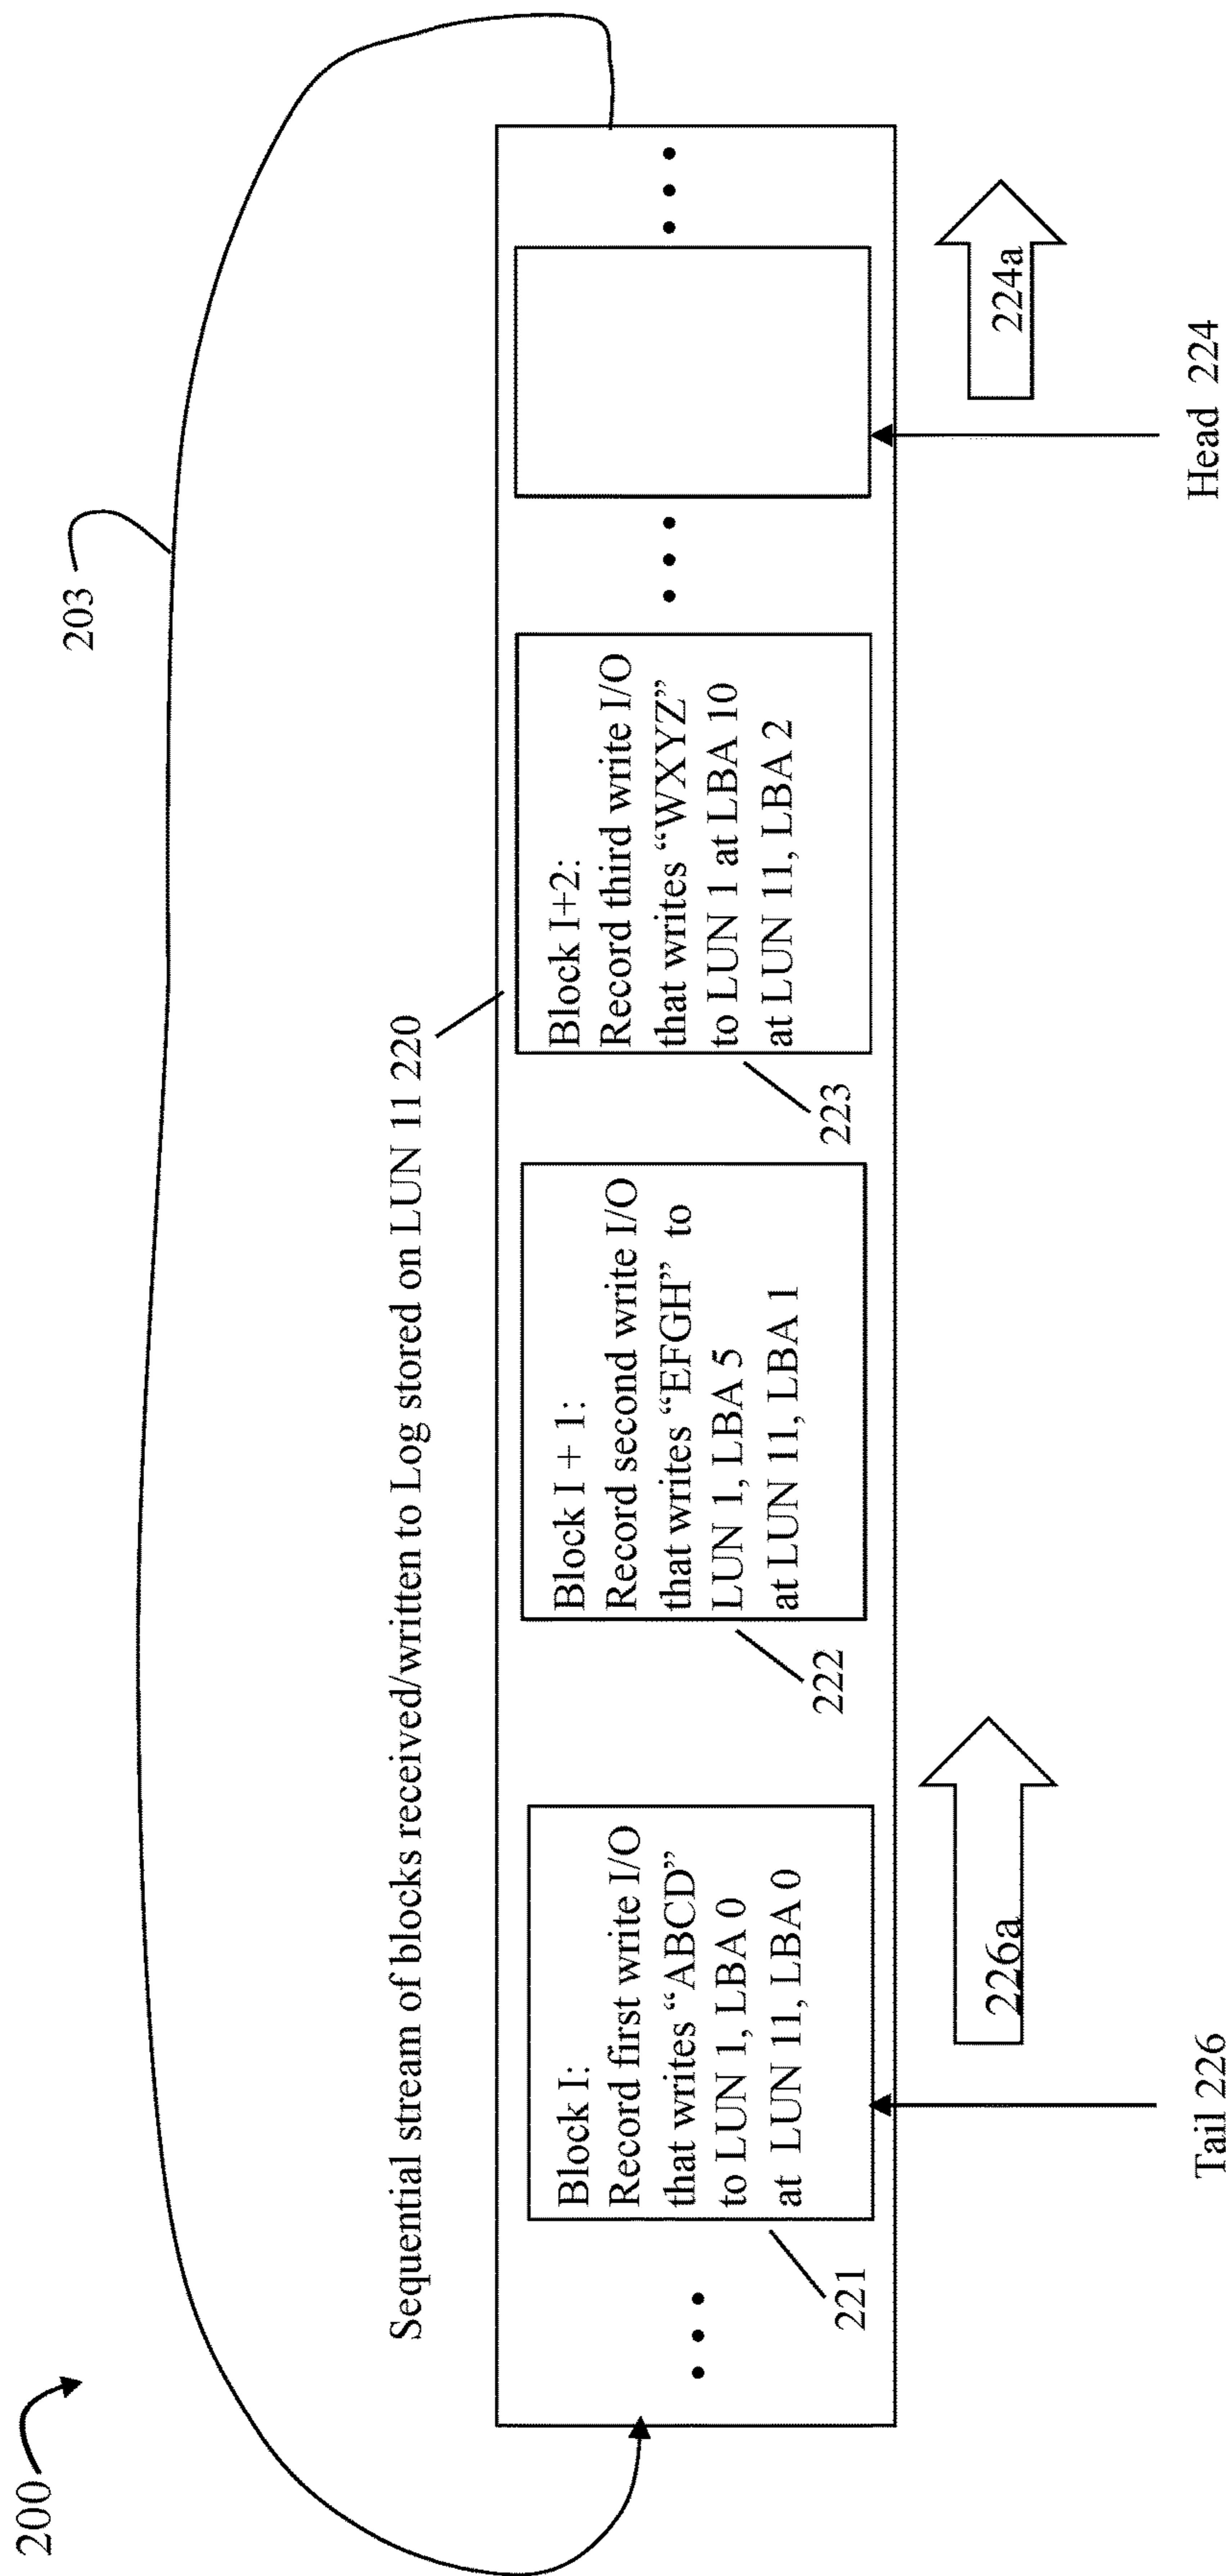 200
203
Sequential stream of blocks received/written to Log stored on LUN 11 220
Block I:
Record first write I/O
that writes “ABCD”
to LUN 1, LBA 0
at LUN 11, LBA 0
Block I + 1:
Record second write I/O
that writes “EFGH” to
LUN 1, LBA 5
at LUN 11, LBA 1
Block I+2:
Record third write I/O
that writes “WXYZ”
to LUN 1 at LBA 10
at LUN 11, LBA 2
221
222
223
226a
224a
Tail 226
Head 224